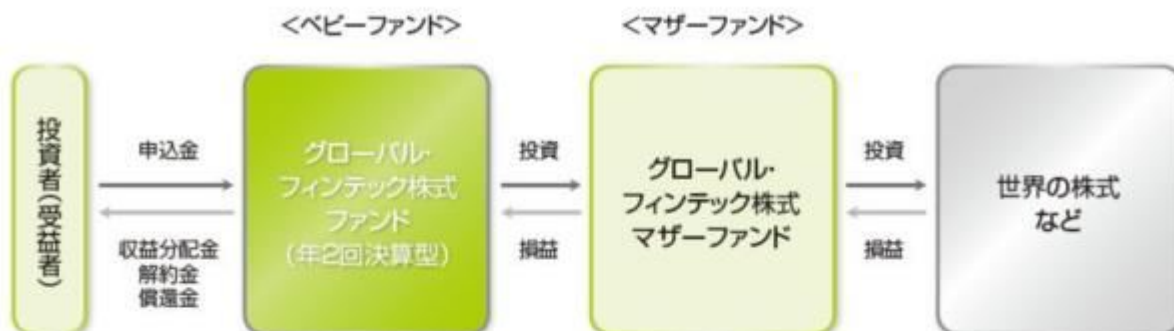 <ベビーファンド>
<マザーファンド>
投資者(受益者)
申込金
収益分配金
解約金
償還金
グローバル・
フィンテック株式
ファンド
(年2回決算型)
投資
損益
グローバル・
フィンテック株式
マザーファンド
投資
損益
世界の株式
など